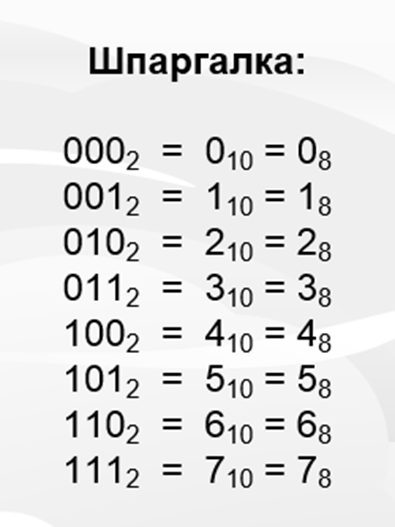 Шпаргалка:
000₂ = 0₁₀ = 0₈
001₂ = 1₁₀ = 1₈
010₂ = 2₁₀ = 2₈
011₂ = 3₁₀ = 3₈
100₂ = 4₁₀ = 4₈
101₂ = 5₁₀ = 5₈
110₂ = 6₁₀ = 6₈
111₂ = 7₁₀ = 7₈